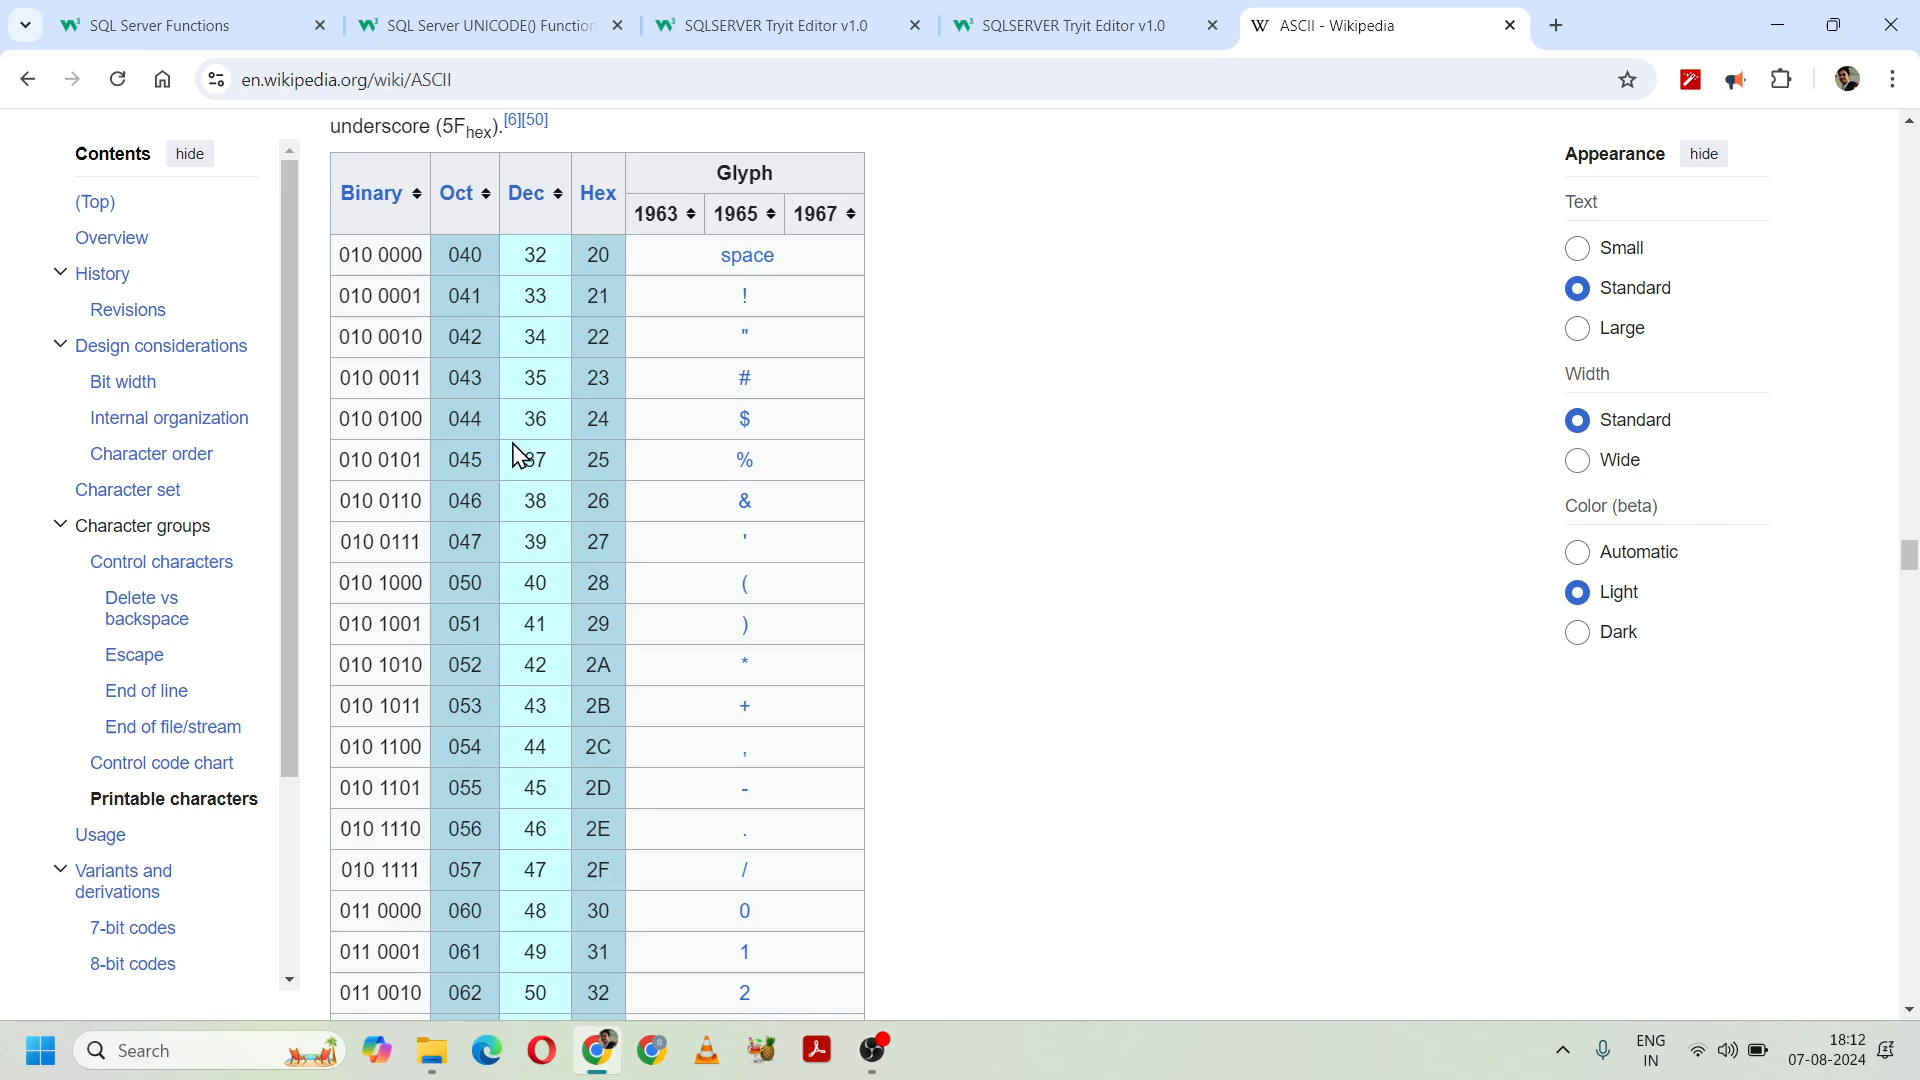 SQL Server Functions
SQL Server UNICODE() Function
SQLSERVER Tryit Editor v1.0
SQLSERVER Tryit Editor v1.0
W ASCII - Wikipedia
en.wikipedia.org/wiki/ASCII
Contents hide
(Top)
Overview
History
Revisions
Design considerations
Bit width
Internal organization
Character order
Character set
Character groups
Control characters
Delete vs
backspace
Escape
End of line
End of file/stream
Control code chart
Printable characters
Usage
Variants and
derivations
7-bit codes
8-bit codes
underscore (5Fhex).[6][50]
Binary Oct Dec Hex Glyph
1963 1965 1967
010 0000 040 32 20 space
010 0001 041 33 21 !
010 0010 042 34 22 "
010 0011 043 35 23 #
010 0100 044 36 24 $
010 0101 045 37 25 %
010 0110 046 38 26 &
010 0111 047 39 27 '
010 1000 050 40 28 (
010 1001 051 41 29 )
010 1010 052 42 2A *
010 1011 053 43 2B +
010 1100 054 44 2C ,
010 1101 055 45 2D -
010 1110 056 46 2E .
010 1111 057 47 2F /
011 0000 060 48 30 0
011 0001 061 49 31 1
011 0010 062 50 32 2
Appearance hide
Text
Small
Standard
Large
Width
Standard
Wide
Color (beta)
Automatic
Light
Dark
Search
ENG
IN
18:12
07-08-2024